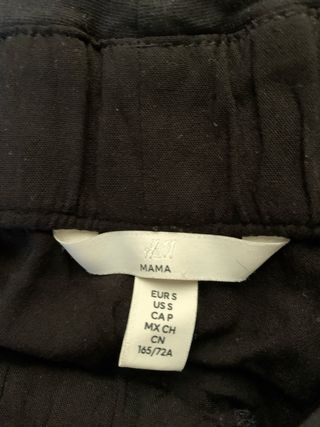 H&M
MAMA
EUR S
US S
CA P
MX CH
CN
165/72A